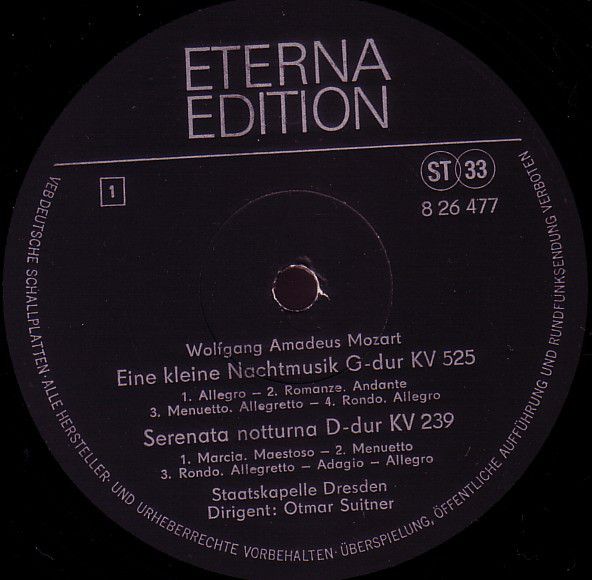 ETERNA
EDITION
ST 33
1
8 26 477
Wolfgang Amadeus Mozart
Eine kleine Nachtmusik G-dur KV 525
1. Allegro – 2. Romanze. Andante
3. Menuetto. Allegretto – 4. Rondo. Allegro
Serenata notturna D-dur KV 239
1. Marcia. Maestoso – 2. Menuetto
3. Rondo. Allegretto – Adagio – Allegro
Staatskapelle Dresden
Dirigent: Otmar Suitner
VEB DEUTSCHE SCHALLPLATTEN · ALLE HERSTELLER- UND URHEBERRECHTE VORBEHALTEN · ÜBERSPIELUNG, ÖFFENTLICHE AUFFÜHRUNG UND RUNDFUNKSENDUNG VERBOTEN